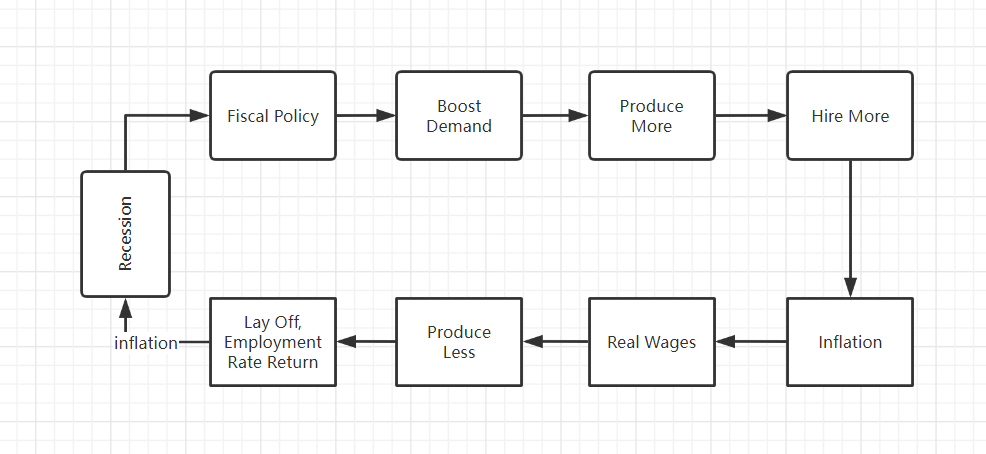 Fiscal Policy
Boost
Demand
Produce
More
Hire More
Recession
inflation
Lay Off,
Employment
Rate Return
Produce
Less
Real Wages
Inflation